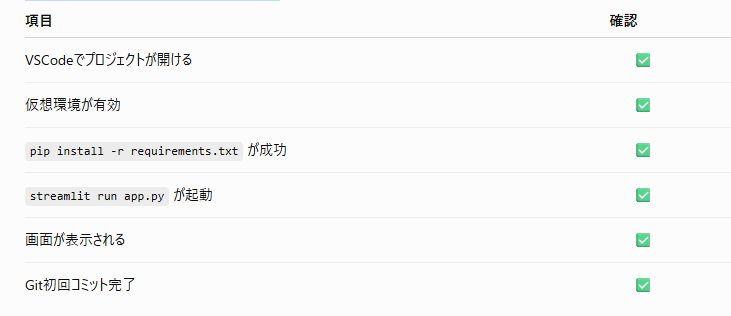 項目 確認
VSCodeでプロジェクトが開ける ✅
仮想環境が有効 ✅
pip install -r requirements.txt が成功 ✅
streamlit run app.py が起動 ✅
画面が表示される ✅
Git初回コミット完了 ✅